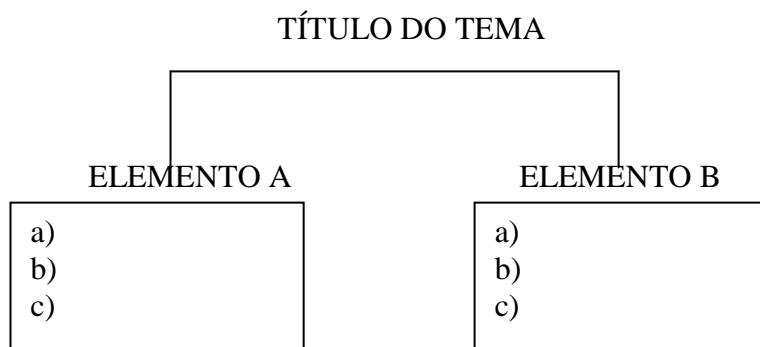 TÍTULO DO TEMA
ELEMENTO A
a)
b)
c)
ELEMENTO B
a)
b)
c)